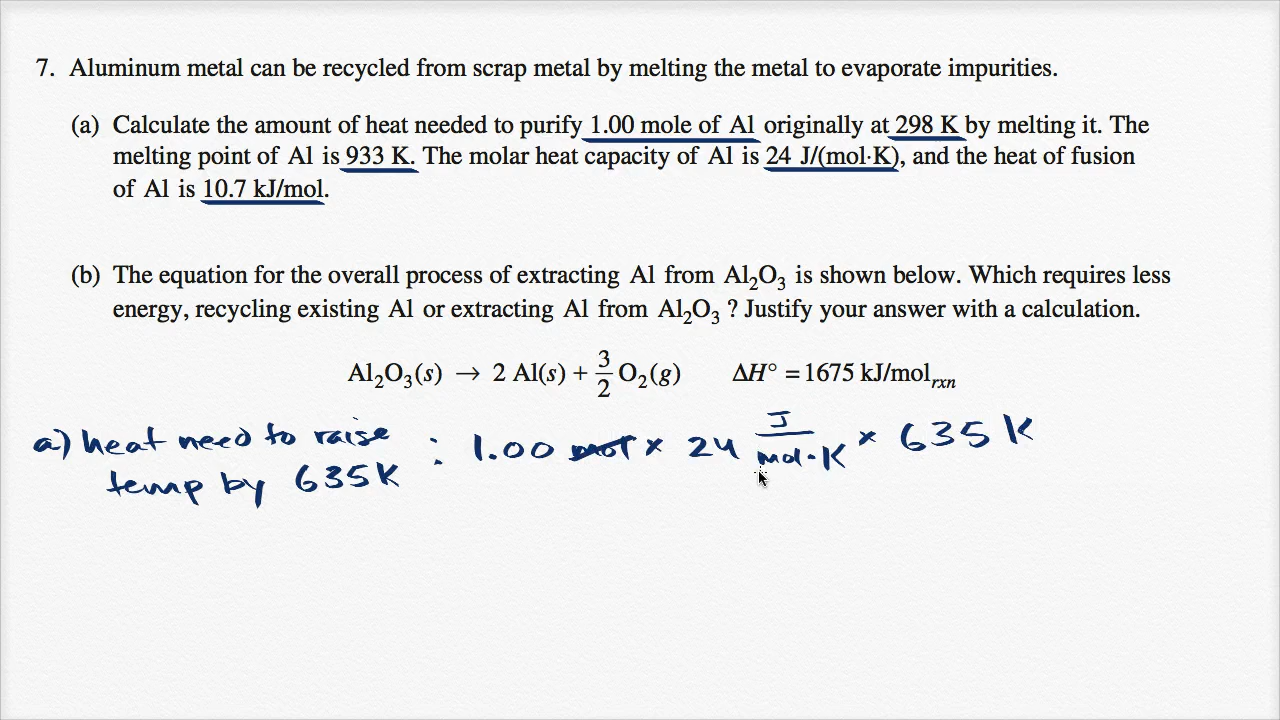 7. Aluminum metal can be recycled from scrap metal by melting the metal to evaporate impurities.
(a) Calculate the amount of heat needed to purify 1.00 mole of Al originally at 298 K by melting it. The
melting point of Al is 933 K. The molar heat capacity of Al is 24 J/(mol·K), and the heat of fusion
of Al is 10.7 kJ/mol.
(b) The equation for the overall process of extracting Al from Al₂O₃ is shown below. Which requires less
energy, recycling existing Al or extracting Al from Al₂O₃ ? Justify your answer with a calculation.
Al₂O₃(s) → 2 Al(s) + 3/2 O₂(g) ΔH° = 1675 kJ/molᵣₓₙ
a) heat need to raise : 1.00 mol × 24 J/mol·K × 635 K
temp by 635K